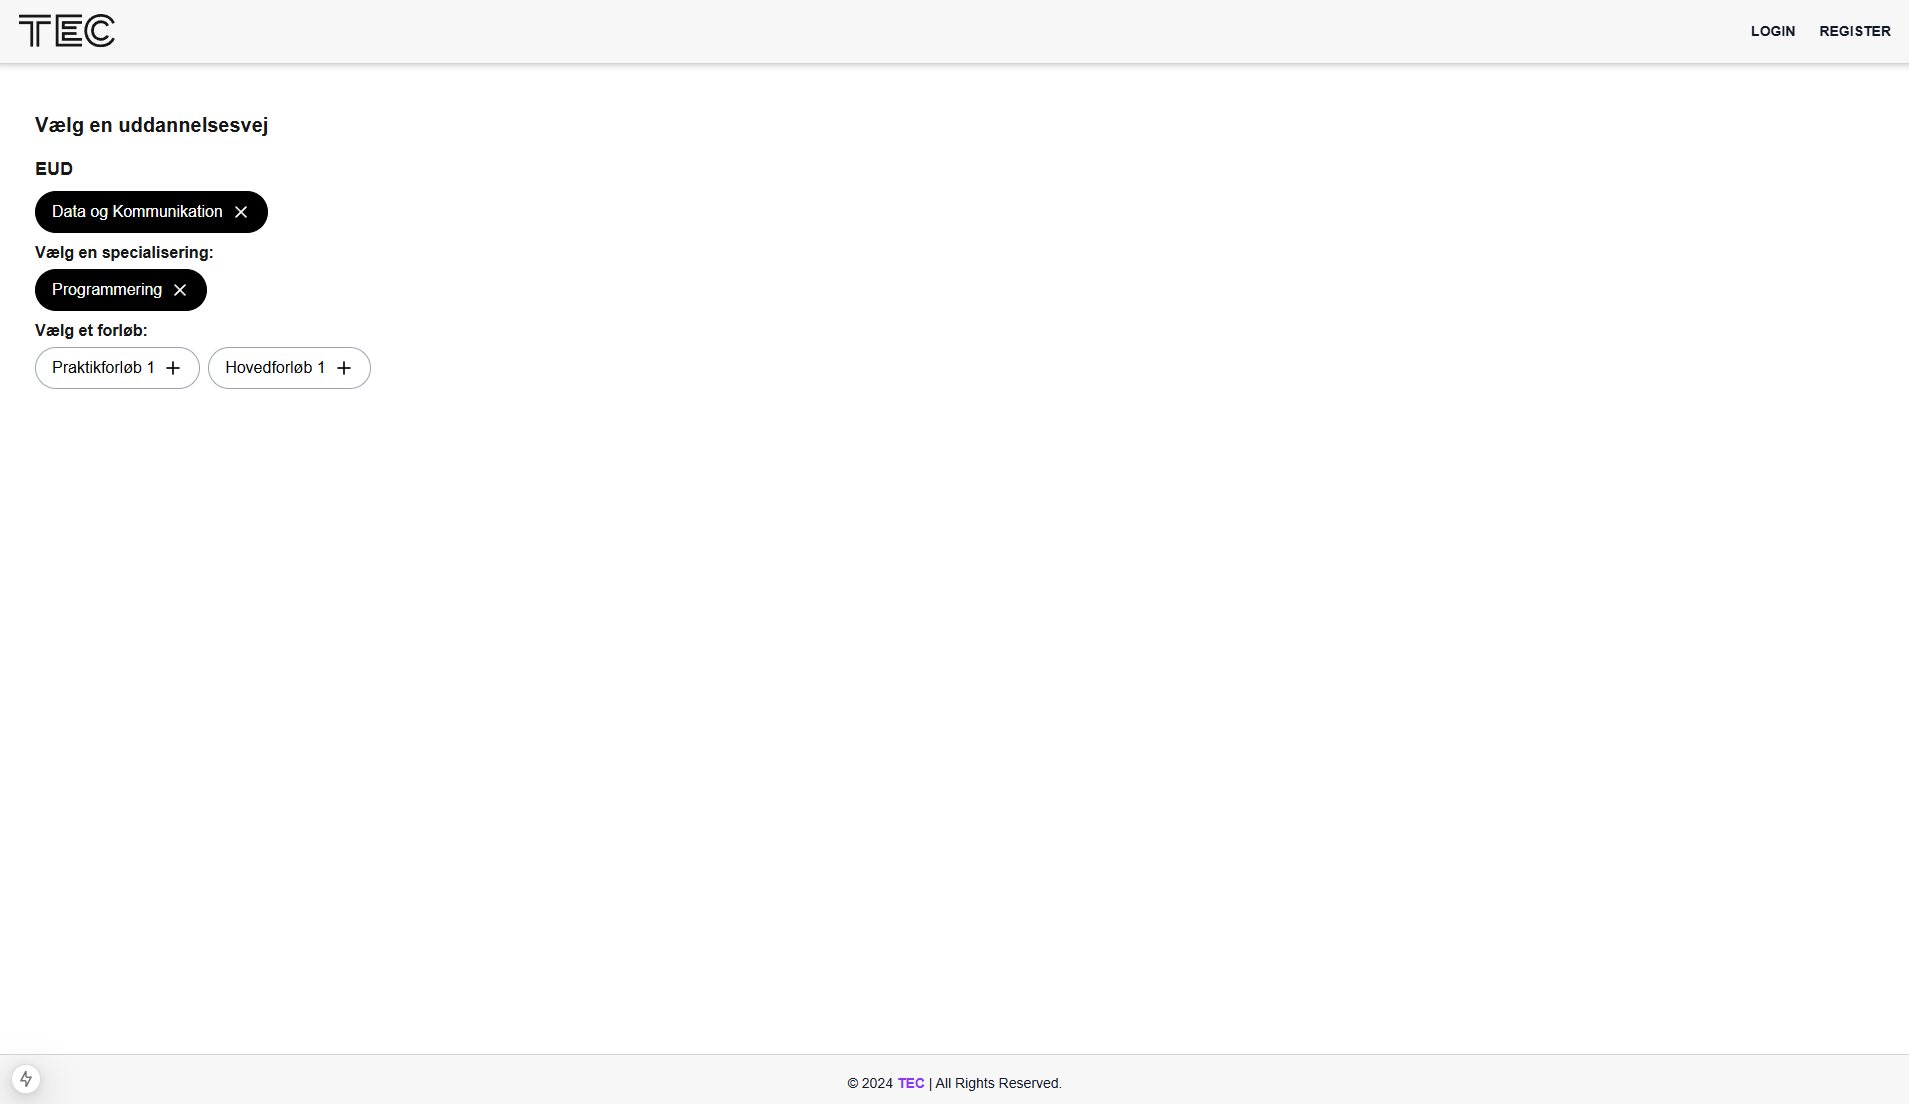 TEC
LOGIN REGISTER
Vælg en uddannelsesvej
EUD
Data og Kommunikation
Vælg en specialisering:
Programmering
Vælg et forløb:
Praktikforløb 1 Hovedforløb 1
© 2024 TEC | All Rights Reserved.